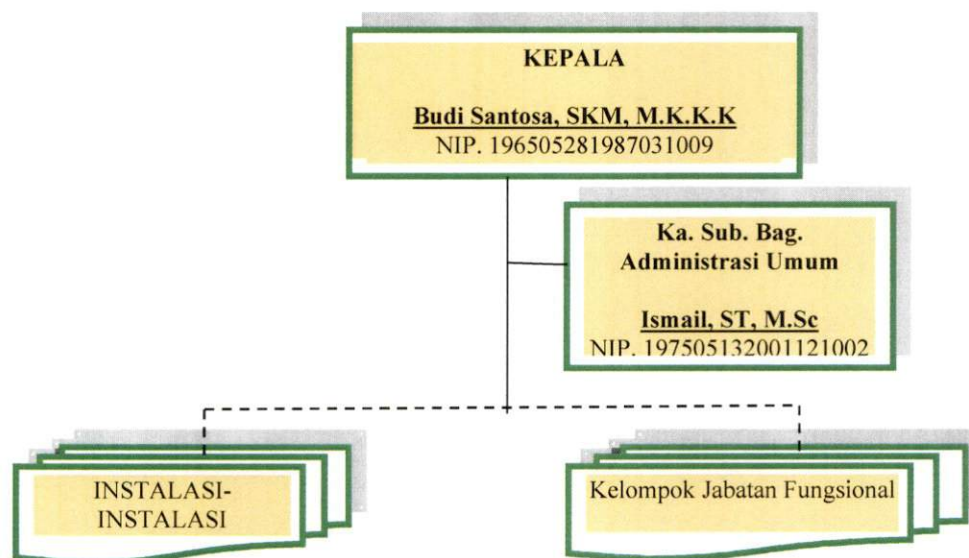 KEPALA
Budi Santosa, SKM, M.K.K.K
NIP. 196505281987031009
Ka. Sub. Bag.
Administrasi Umum
Ismail, ST, M.Sc
NIP. 197505132001121002
INSTALASI-
INSTALASI
Kelompok Jabatan Fungsional